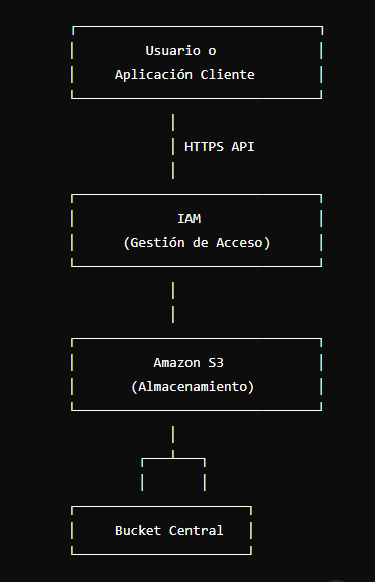 Usuario o
Aplicación Cliente
HTTPS API
IAM
(Gestión de Acceso)
Amazon S3
(Almacenamiento)
Bucket Central